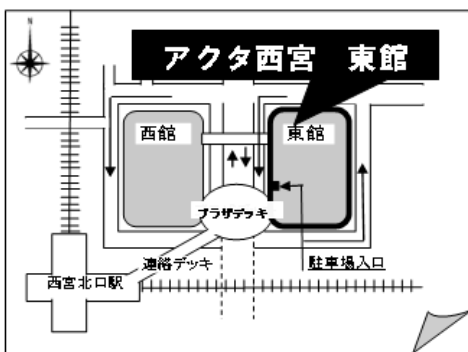 N
アクタ西宮 東館
西館
東館
プラザデッキ
連絡デッキ
駐車場入口
西宮北口駅